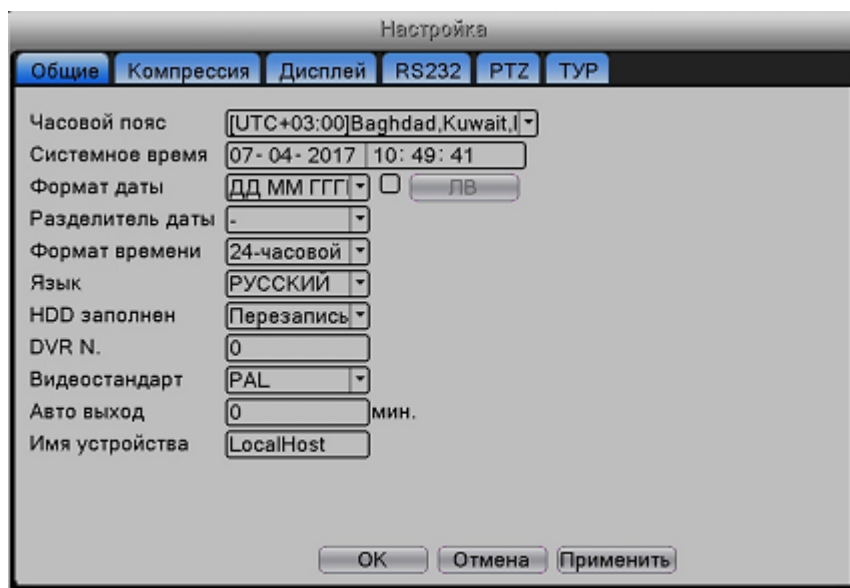 Настройка
Общие Компрессия Дисплей RS232 PTZ ТУР
Часовой пояс [UTC+03:00]Baghdad,Kuwait,
Системное время 07-04-2017 10:49:41
Формат даты ДД ММ ГГГ ЛВ
Разделитель даты -
Формат времени 24-часовой
Язык РУССКИЙ
HDD заполнен Перезапись
DVR N. 0
Видеостандарт PAL
Авто выход 0 мин.
Имя устройства LocalHost
OK Отмена Применить